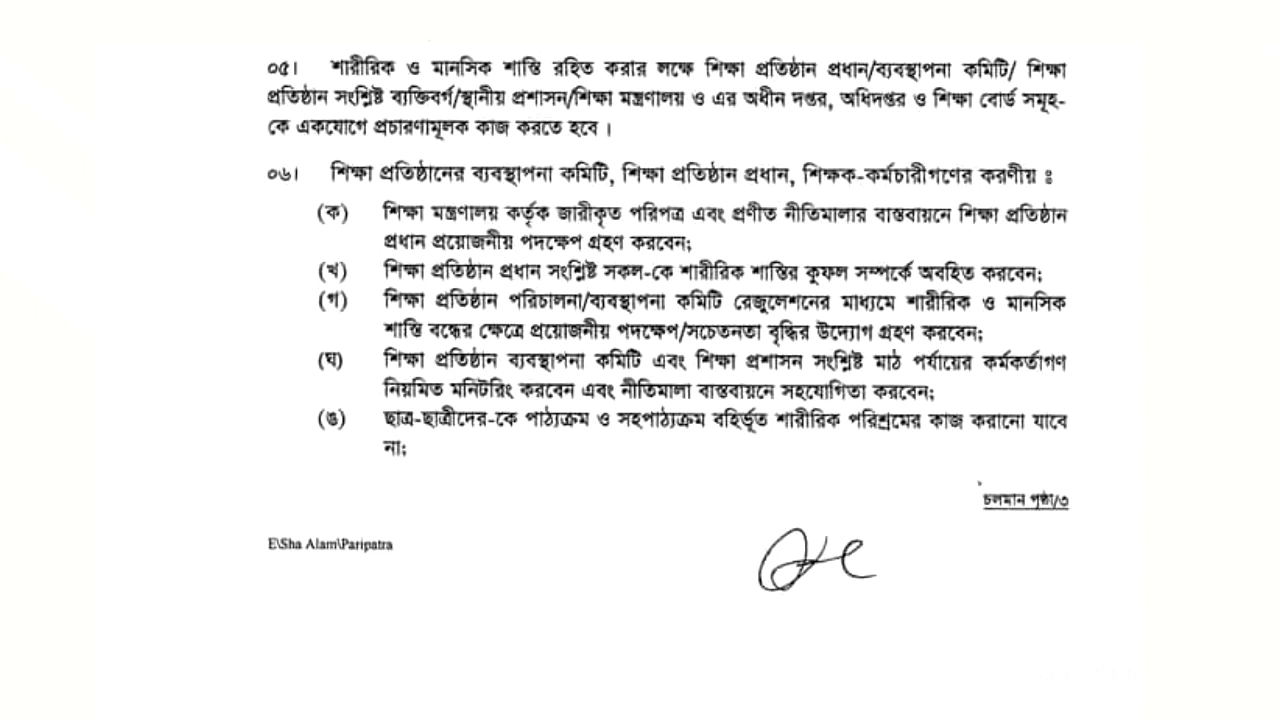 ০৫। শারীরিক ও মানসিক শাস্তি রহিত করার লক্ষে শিক্ষা প্রতিষ্ঠান প্রধান/ব্যবস্থাপনা কমিটি/ শিক্ষা
প্রতিষ্ঠান সংশ্লিষ্ট ব্যক্তিবর্গ/স্থানীয় প্রশাসন/শিক্ষা মন্ত্রণালয় ও এর অধীন দপ্তর, অধিদপ্তর ও শিক্ষা বোর্ড সমূহ-
কে একযোগে প্রচারণামূলক কাজ করতে হবে ।
০৬। শিক্ষা প্রতিষ্ঠানের ব্যবস্থাপনা কমিটি, শিক্ষা প্রতিষ্ঠান প্রধান, শিক্ষক-কর্মচারীগণের করণীয় ঃ
(ক) শিক্ষা মন্ত্রণালয় কর্তৃক জারীকৃত পরিপত্র এবং প্রণীত নীতিমালার বাস্তবায়নে শিক্ষা প্রতিষ্ঠান
প্রধান প্রয়োজনীয় পদক্ষেপ গ্রহণ করবেন;
(খ) শিক্ষা প্রতিষ্ঠান প্রধান সংশ্লিষ্ট সকল-কে শারীরিক শাস্তির কুফল সম্পর্কে অবহিত করবেন;
(গ) শিক্ষা প্রতিষ্ঠান পরিচালনা/ব্যবস্থাপনা কমিটি রেজুলেশনের মাধ্যমে শারীরিক ও মানসিক
শাস্তি বন্ধের ক্ষেত্রে প্রয়োজনীয় পদক্ষেপ/সচেতনতা বৃদ্ধির উদ্যোগ গ্রহণ করবেন;
(ঘ) শিক্ষা প্রতিষ্ঠান ব্যবস্থাপনা কমিটি এবং শিক্ষা প্রশাসন সংশ্লিষ্ট মাঠ পর্যায়ের কর্মকর্তাগণ
নিয়মিত মনিটরিং করবেন এবং নীতিমালা বাস্তবায়নে সহযোগিতা করবেন;
(ঙ) ছাত্র-ছাত্রীদের-কে পাঠ্যক্রম ও সহপাঠ্যক্রম বহির্ভূত শারীরিক পরিশ্রমের কাজ করানো যাবে
না;
চলমান পৃষ্ঠা/৩
E\Sha Alam\Paripatra